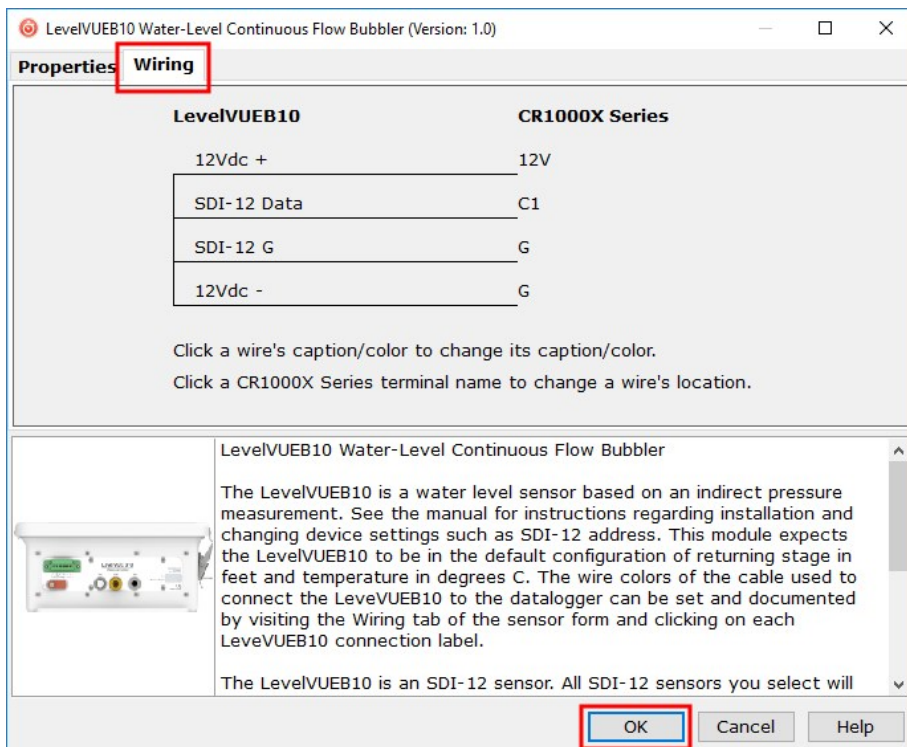 LevelVUEB10 Water-Level Continuous Flow Bubbler (Version: 1.0)
Properties Wiring
LevelVUEB10 CR1000X Series
12Vdc + 12V
SDI-12 Data C1
SDI-12 G G
12Vdc - G
Click a wire's caption/color to change its caption/color.
Click a CR1000X Series terminal name to change a wire's location.
LevelVUEB10 Water-Level Continuous Flow Bubbler
The LevelVUEB10 is a water level sensor based on an indirect pressure
measurement. See the manual for instructions regarding installation and
changing device settings such as SDI-12 address. This module expects
the LevelVUEB10 to be in the default configuration of returning stage in
feet and temperature in degrees C. The wire colors of the cable used to
connect the LeveVUEB10 to the datalogger can be set and documented
by visiting the Wiring tab of the sensor form and clicking on each
LeveVUEB10 connection label.
The LevelVUEB10 is an SDI-12 sensor. All SDI-12 sensors you select will
OK Cancel Help